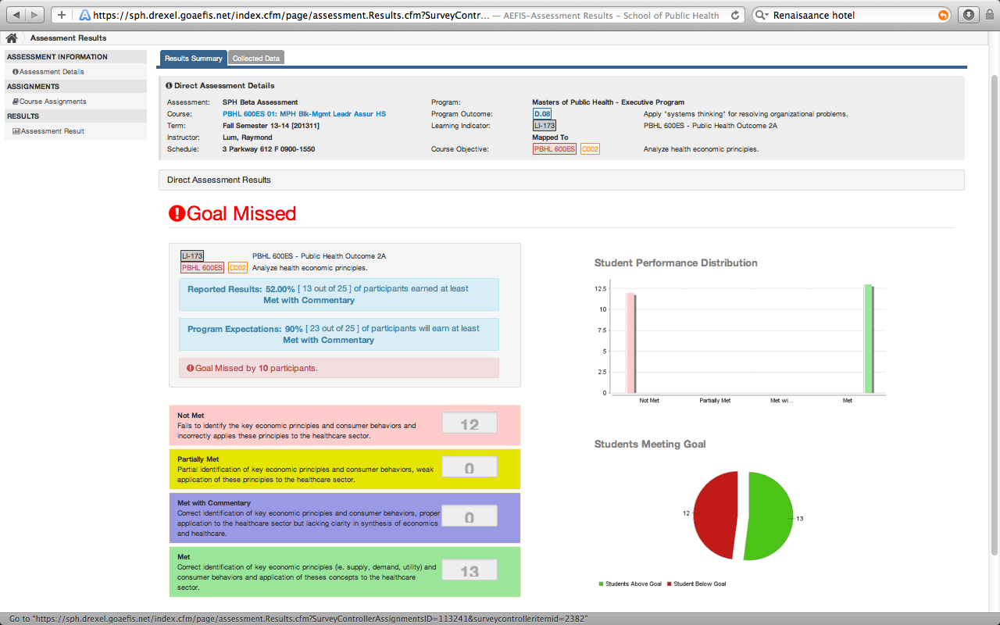 https://sph.drexel.goaefis.net/index.cfm/page/assessment.Results.cfm?SurveyContr... — AEFIS-Assessment Results – School of Public Health
Renaisaance hotel
Assessment Results
ASSESSMENT INFORMATION
Assessment Details
ASSIGNMENTS
Course Assignments
RESULTS
Assessment Result
Results Summary
Collected Data
Direct Assessment Details
Assessment: SPH Beta Assessment
Course: PBHL 600ES 01: MPH Blk-Mgmt Leadr Assur HS
Term: Fall Semester 13-14 [201311]
Instructor: Lum, Raymond
Schedule: 3 Parkway 612 F 0900-1550
Program: Masters of Public Health - Executive Program
Program Outcome: D.08 Apply "systems thinking" for resolving organizational problems.
Learning Indicator: LI-173 PBHL 600ES - Public Health Outcome 2A
Mapped To
Course Objective: PBHL 600ES C002 Analyze health economic principles.
Direct Assessment Results
Goal Missed
LI-173 PBHL 600ES - Public Health Outcome 2A
PBHL 600ES C002 Analyze health economic principles.
Reported Results: 52.00% [ 13 out of 25 ] of participants earned at least
Met with Commentary
Program Expectations: 90% [ 23 out of 25 ] of participants will earn at least
Met with Commentary
Goal Missed by 10 participants.
Not Met
Fails to identify the key economic principles and consumer behaviors and
incorrectly applies these principles to the healthcare sector.
12
Partially Met
Partial identification of key economic principles and consumer behaviors, weak
application of these principles to the healthcare sector.
0
Met with Commentary
Correct identification of key economic principles and consumer behaviors, proper
application to the healthcare sector but lacking clarity in synthesis of economics
and healthcare.
0
Met
Correct identification of key economic principles (ie. supply, demand, utility) and
consumer behaviors and application of theses concepts to the healthcare
sector.
13
Student Performance Distribution
12.5
10
7.5
5
2.5
0
Not Met Partially Met Met wi... Met
Students Meeting Goal
12
13
Students Above Goal Student Below Goal
Go to "https://sph.drexel.goaefis.net/index.cfm/page/assessment.Results.cfm?SurveyControllerAssignmentsID=113241&surveycontrolleritemid=2382"